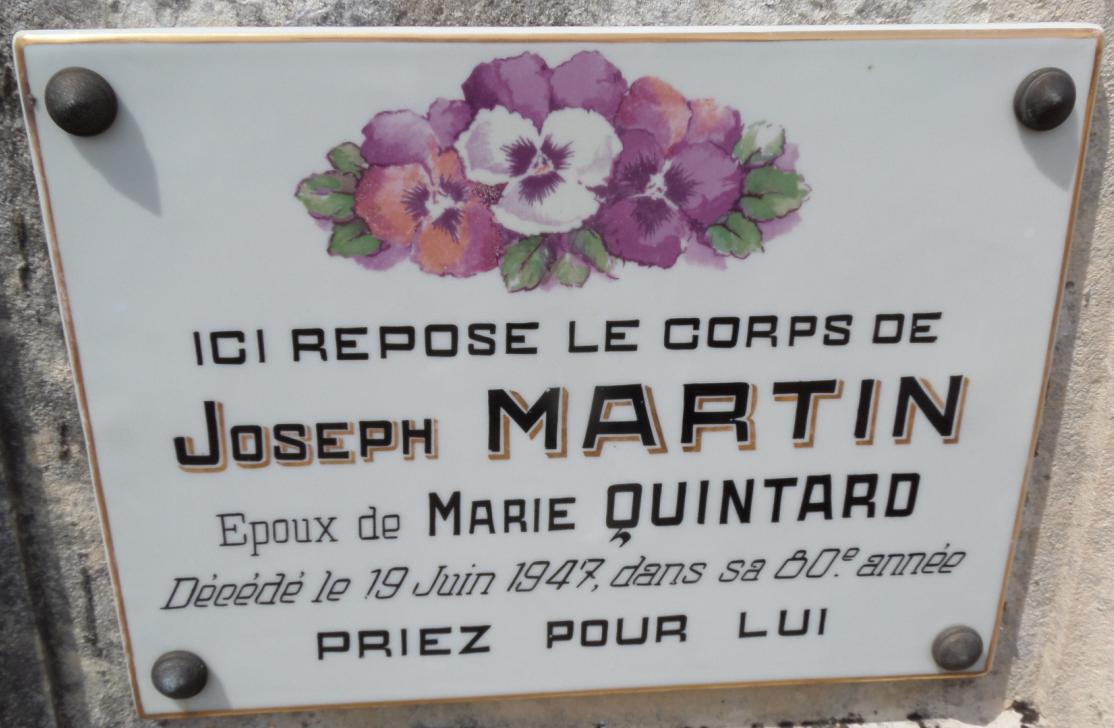 ICI REPOSE LE CORPS DE
JOSEPH MARTIN
Epoux de MARIE QUINTARD
Décédé le 19 Juin 1947, dans sa 80.e année
PRIEZ POUR LUI